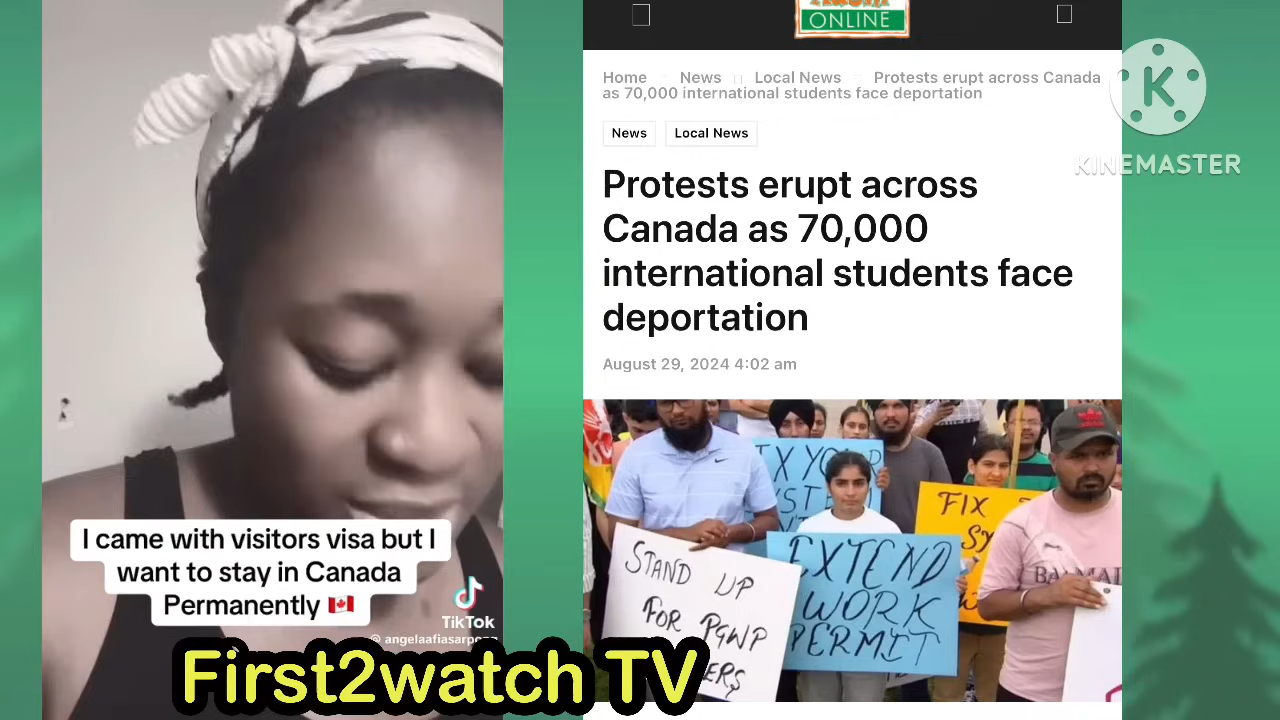 I came with visitors visa but I
want to stay in Canada
Permanently 🇨🇦
TikTok
First2watch TV
ONLINE
Home News Local News Protests erupt across Canada
as 70,000 international students face deportation
News Local News
Protests erupt across
Canada as 70,000
international students face
deportation
August 29, 2024 4:02 am
STAND UP
FOR PGWP
EXTEND
WORK
PERMIT
FIX
SY
KINEMASTER